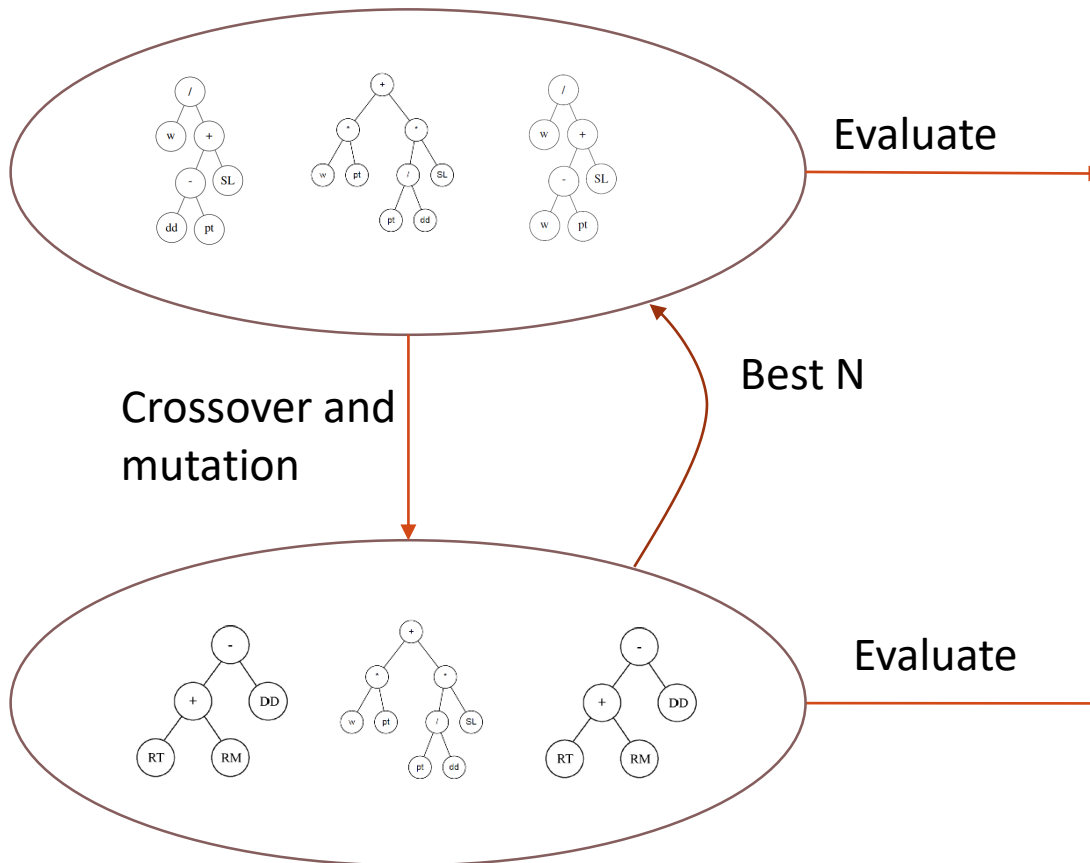 /
w +
- SL
dd pt
+
* *
w pt / SL
pt dd
/
w +
- SL
w pt
Evaluate
Crossover and
mutation
Best N
-
+ DD
RT RM
+
* *
w pt / SL
pt dd
-
+ DD
RT RM
Evaluate